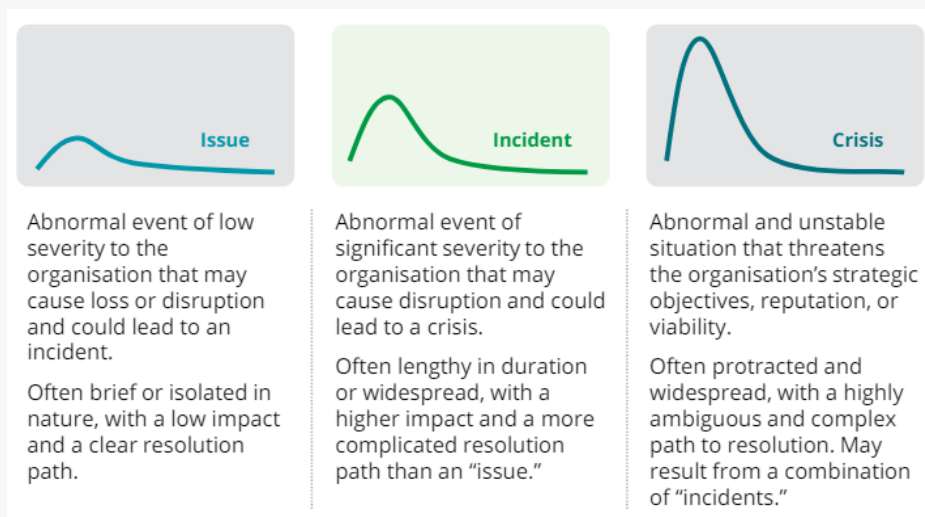 Issue
Incident
Crisis
Abnormal event of low
severity to the
organisation that may
cause loss or disruption
and could lead to an
incident.
Often brief or isolated in
nature, with a low impact
and a clear resolution
path.
Abnormal event of
significant severity to the
organisation that may
cause disruption and could
lead to a crisis.
Often lengthy in duration
or widespread, with a
higher impact and a more
complicated resolution
path than an “issue.”
Abnormal and unstable
situation that threatens
the organisation’s strategic
objectives, reputation, or
viability.
Often protracted and
widespread, with a highly
ambiguous and complex
path to resolution. May
result from a combination
of “incidents.”